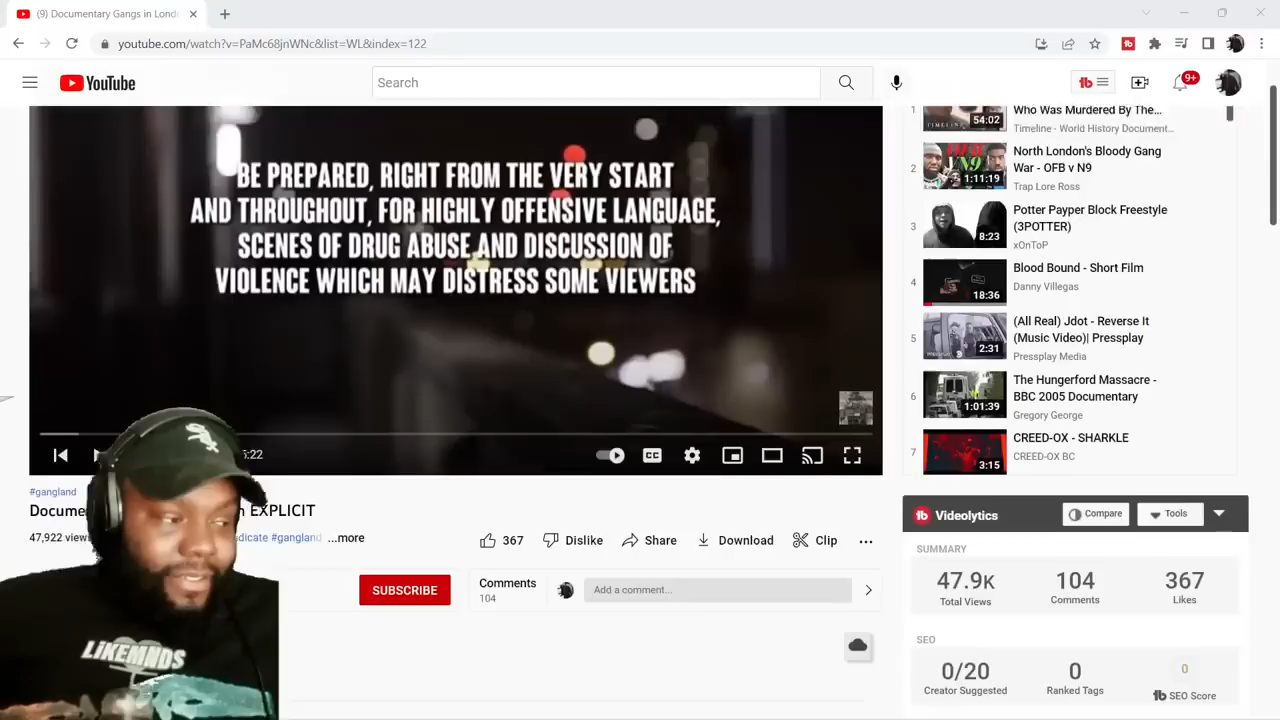 (9) Documentary Gangs in Lond
youtube.com/watch?v=PaMc68jnWNc&list=WL&index=122
YouTube
Search
9+
BE PREPARED, RIGHT FROM THE VERY START
AND THROUGHOUT, FOR HIGHLY OFFENSIVE LANGUAGE,
SCENES OF DRUG ABUSE AND DISCUSSION OF
VIOLENCE WHICH MAY DISTRESS SOME VIEWERS
5:22
#gangland
Docume
n EXPLICIT
47,922 views
dicate #gangland ...more
367
Dislike
Share
Download
Clip
SUBSCRIBE
Comments
104
Add a comment...
LiKEMNDS
1
54:02
Who Was Murdered By The...
Timeline - World History Document...
2
1:11:19
North London's Bloody Gang
War - OFB v N9
Trap Lore Ross
3
8:23
Potter Payper Block Freestyle
(3POTTER)
xOnToP
4
18:36
Blood Bound - Short Film
Danny Villegas
5
2:31
(All Real) Jdot - Reverse It
(Music Video)| Pressplay
Pressplay Media
6
1:01:39
The Hungerford Massacre -
BBC 2005 Documentary
Gregory George
7
3:15
CREED-OX - SHARKLE
CREED-OX BC
tb Videolytics
Compare
Tools
SUMMARY
47.9K
Total Views
104
Comments
367
Likes
SEO
0/20
Creator Suggested
0
Ranked Tags
0
tb SEO Score